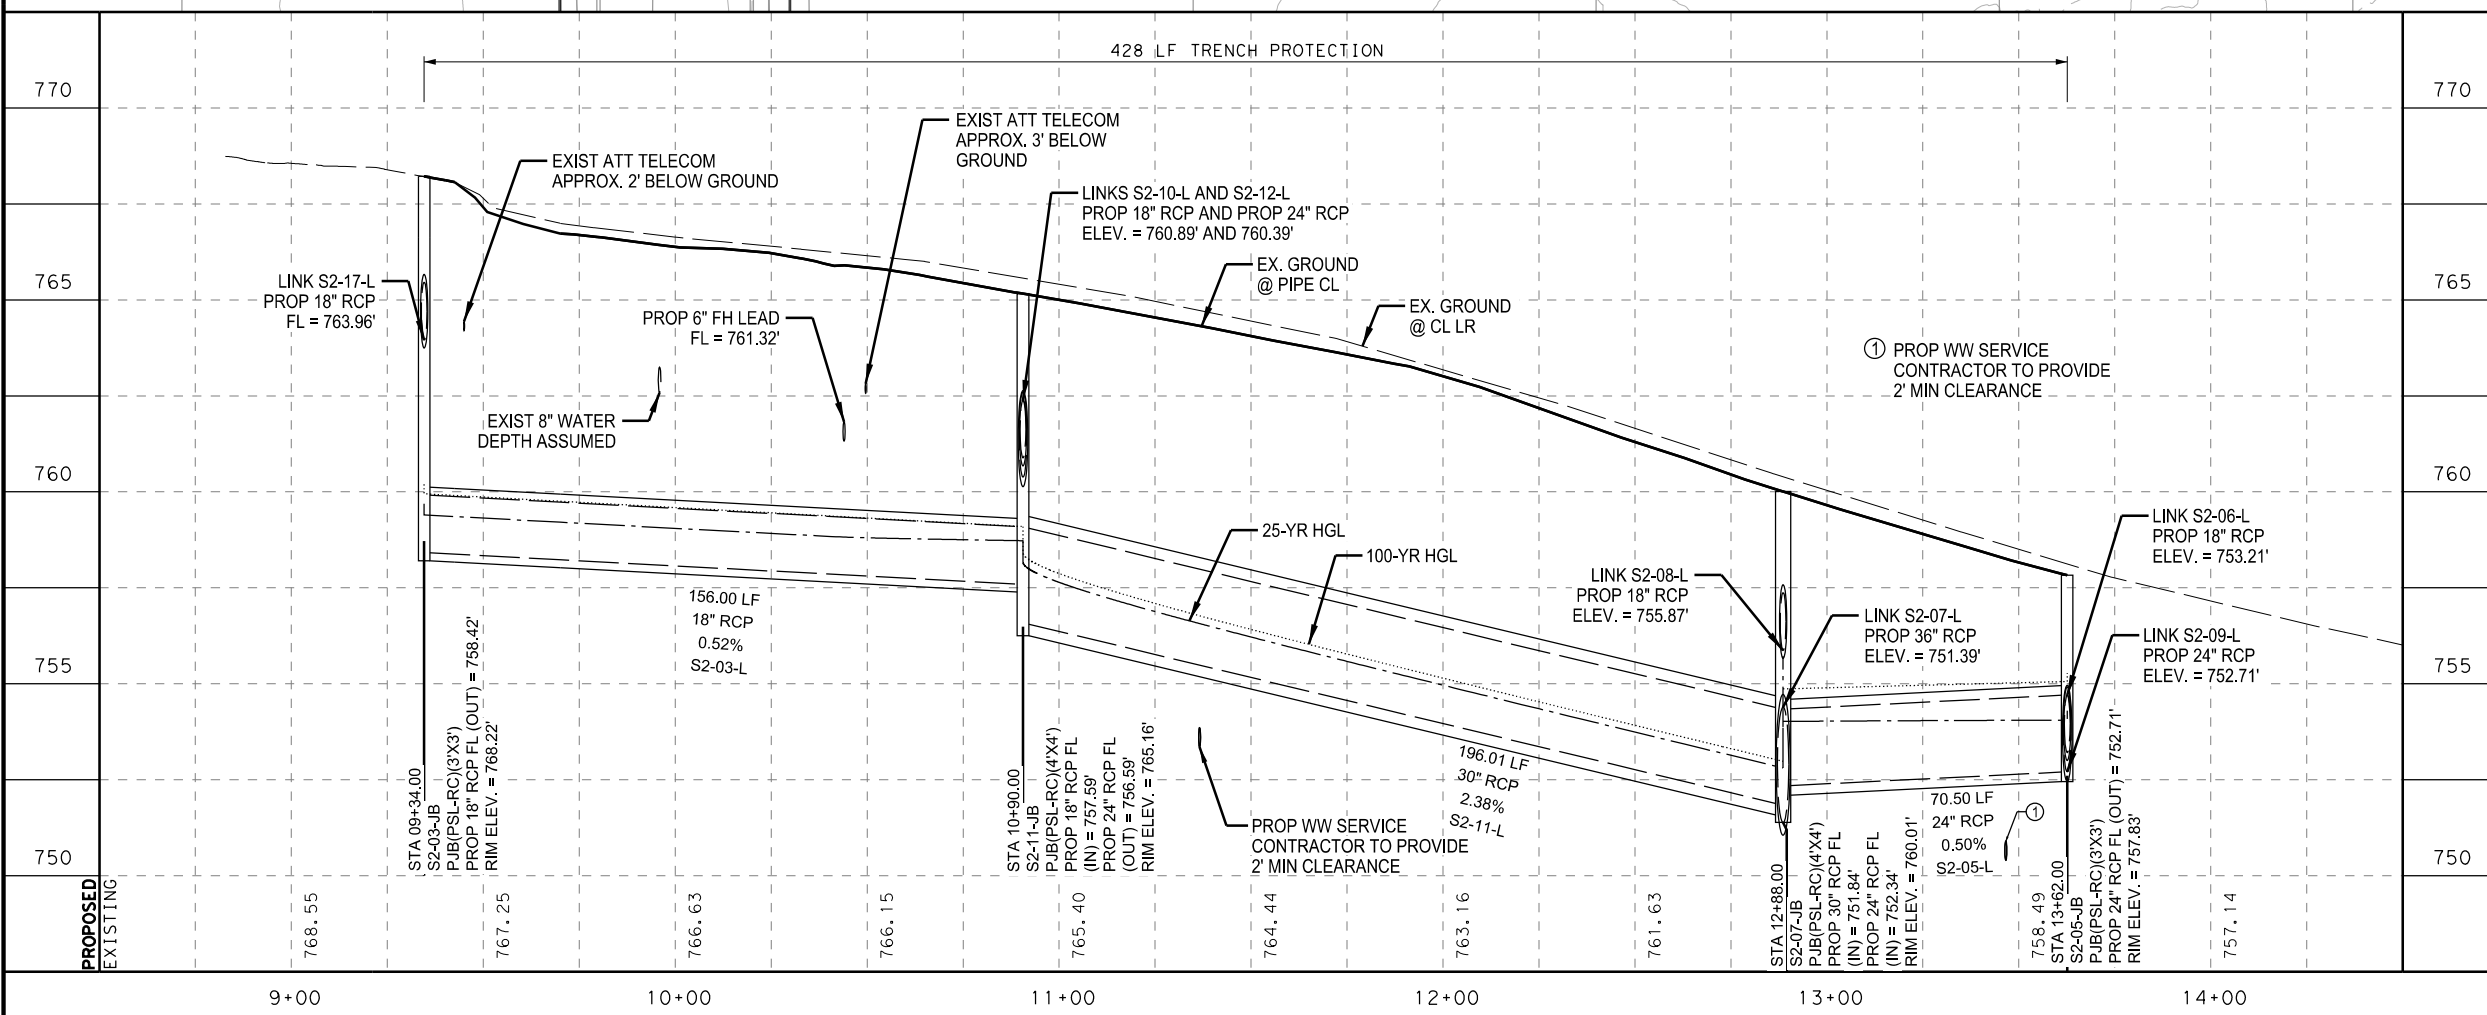 428 LF TRENCH PROTECTION
770
770
765
765
760
760
755
755
750
750
EXIST ATT TELECOM
APPROX. 2' BELOW GROUND
EXIST ATT TELECOM
APPROX. 3' BELOW
GROUND
LINKS S2-10-L AND S2-12-L
PROP 18" RCP AND PROP 24" RCP
ELEV. = 760.89' AND 760.39'
EX. GROUND
@ PIPE CL
EX. GROUND
@ CL LR
LINK S2-17-L
PROP 18" RCP
FL = 763.96'
PROP 6" FH LEAD
FL = 761.32'
EXIST 8" WATER
DEPTH ASSUMED
① PROP WW SERVICE
CONTRACTOR TO PROVIDE
2' MIN CLEARANCE
25-YR HGL
100-YR HGL
LINK S2-08-L
PROP 18" RCP
ELEV. = 755.87'
LINK S2-07-L
PROP 36" RCP
ELEV. = 751.39'
LINK S2-06-L
PROP 18" RCP
ELEV. = 753.21'
LINK S2-09-L
PROP 24" RCP
ELEV. = 752.71'
156.00 LF
18" RCP
0.52%
S2-03-L
196.01 LF
30" RCP
2.38%
S2-11-L
70.50 LF
24" RCP
0.50%
S2-05-L
①
PROP WW SERVICE
CONTRACTOR TO PROVIDE
2' MIN CLEARANCE
STA 09+34.00
S2-03-JB
PJB(PSL-RC)(3'X3')
PROP 18" RCP FL (OUT) = 758.42'
RIM ELEV. = 768.22'
STA 10+90.00
S2-11-JB
PJB(PSL-RC)(4'X4')
PROP 18" RCP FL
(IN) = 757.59'
PROP 24" RCP FL
(OUT) = 756.59'
RIM ELEV. = 765.16'
STA 12+88.00
S2-07-JB
PJB(PSL-RC)(4'X4')
PROP 30" RCP FL
(IN) = 751.84'
PROP 24" RCP FL
(IN) = 752.34'
RIM ELEV. = 760.01'
STA 13+62.00
S2-05-JB
PJB(PSL-RC)(3'X3')
PROP 24" RCP FL (OUT) = 752.71'
RIM ELEV. = 757.83'
PROPOSED
EXISTING
768.55
767.25
766.63
766.15
765.40
764.44
763.16
761.63
758.49
757.14
9+00
10+00
11+00
12+00
13+00
14+00